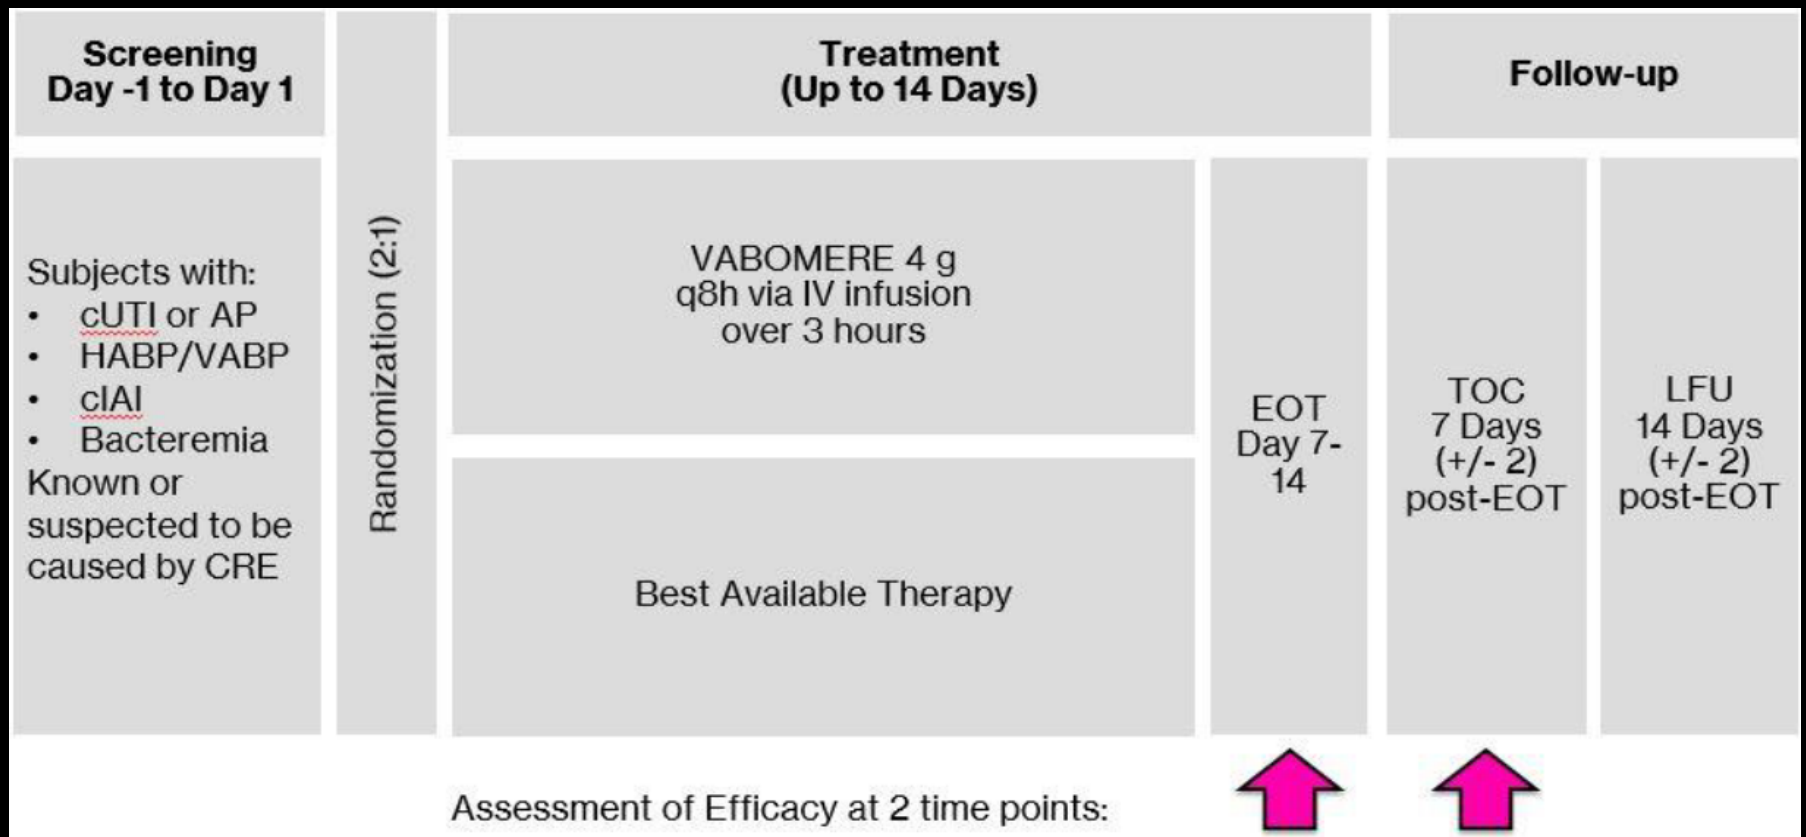 Screening
Day -1 to Day 1
Treatment
(Up to 14 Days)
Follow-up
Subjects with:
• cUTI or AP
• HABP/VABP
• cIAI
• Bacteremia
Known or
suspected to be
caused by CRE
Randomization (2:1)
VABOMERE 4 g
q8h via IV infusion
over 3 hours
Best Available Therapy
EOT
Day 7-
14
TOC
7 Days
(+/- 2)
post-EOT
LFU
14 Days
(+/- 2)
post-EOT
Assessment of Efficacy at 2 time points: